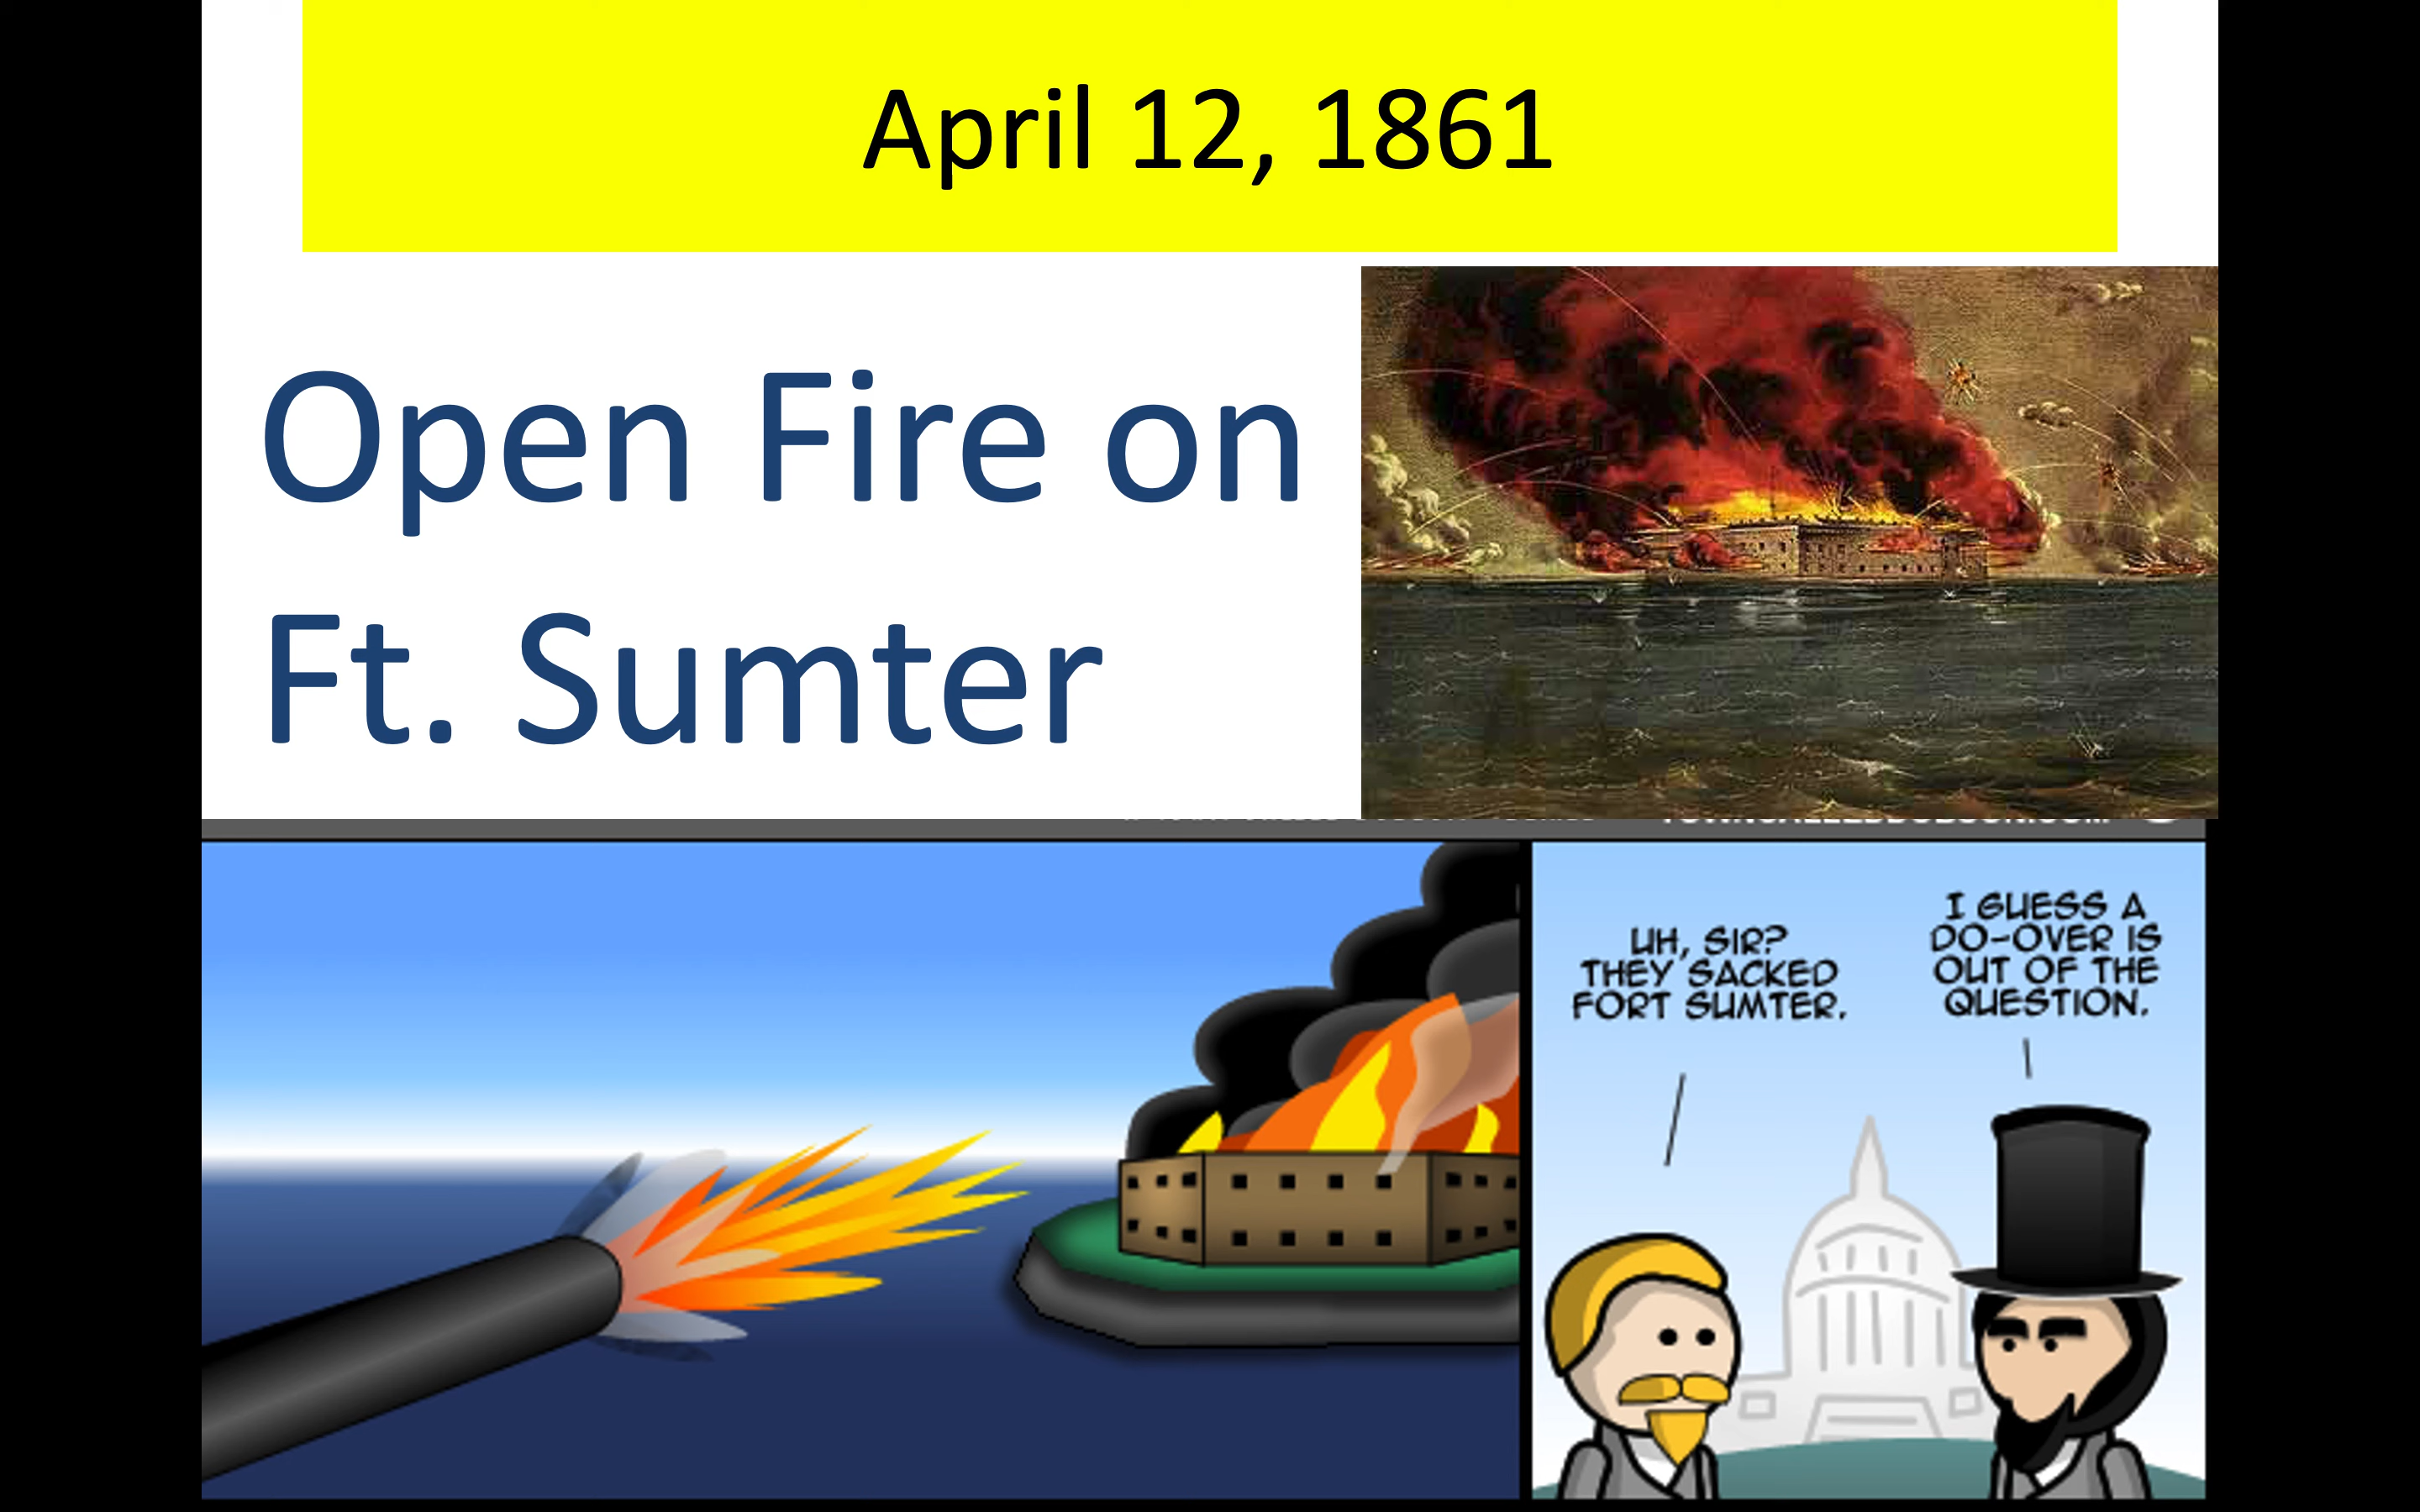 April 12, 1861
Open Fire on
Ft. Sumter
UH, SIR?
THEY SACKED
FORT SUMTER.
I GUESS A
DO-OVER IS
OUT OF THE
QUESTION.